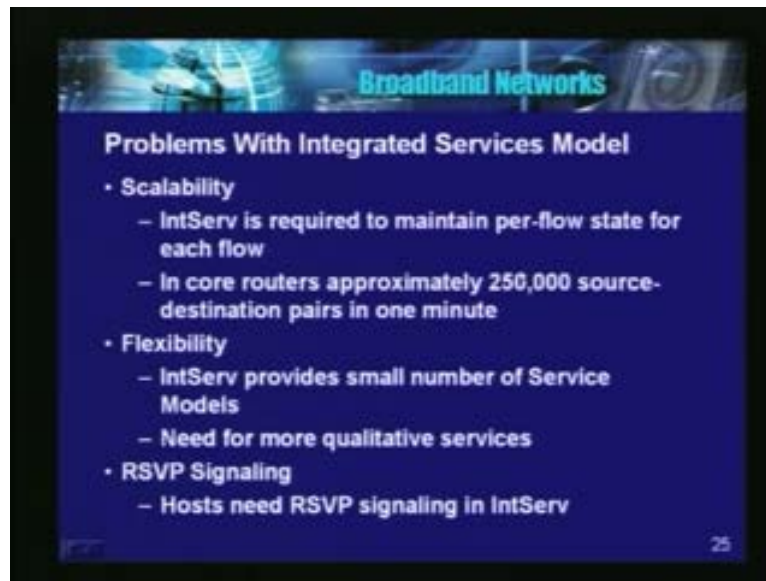 Broadband Networks
Problems With Integrated Services Model
• Scalability
– IntServ is required to maintain per-flow state for
each flow
– In core routers approximately 250,000 source-
destination pairs in one minute
• Flexibility
– IntServ provides small number of Service
Models
– Need for more qualitative services
• RSVP Signaling
– Hosts need RSVP signaling in IntServ
25